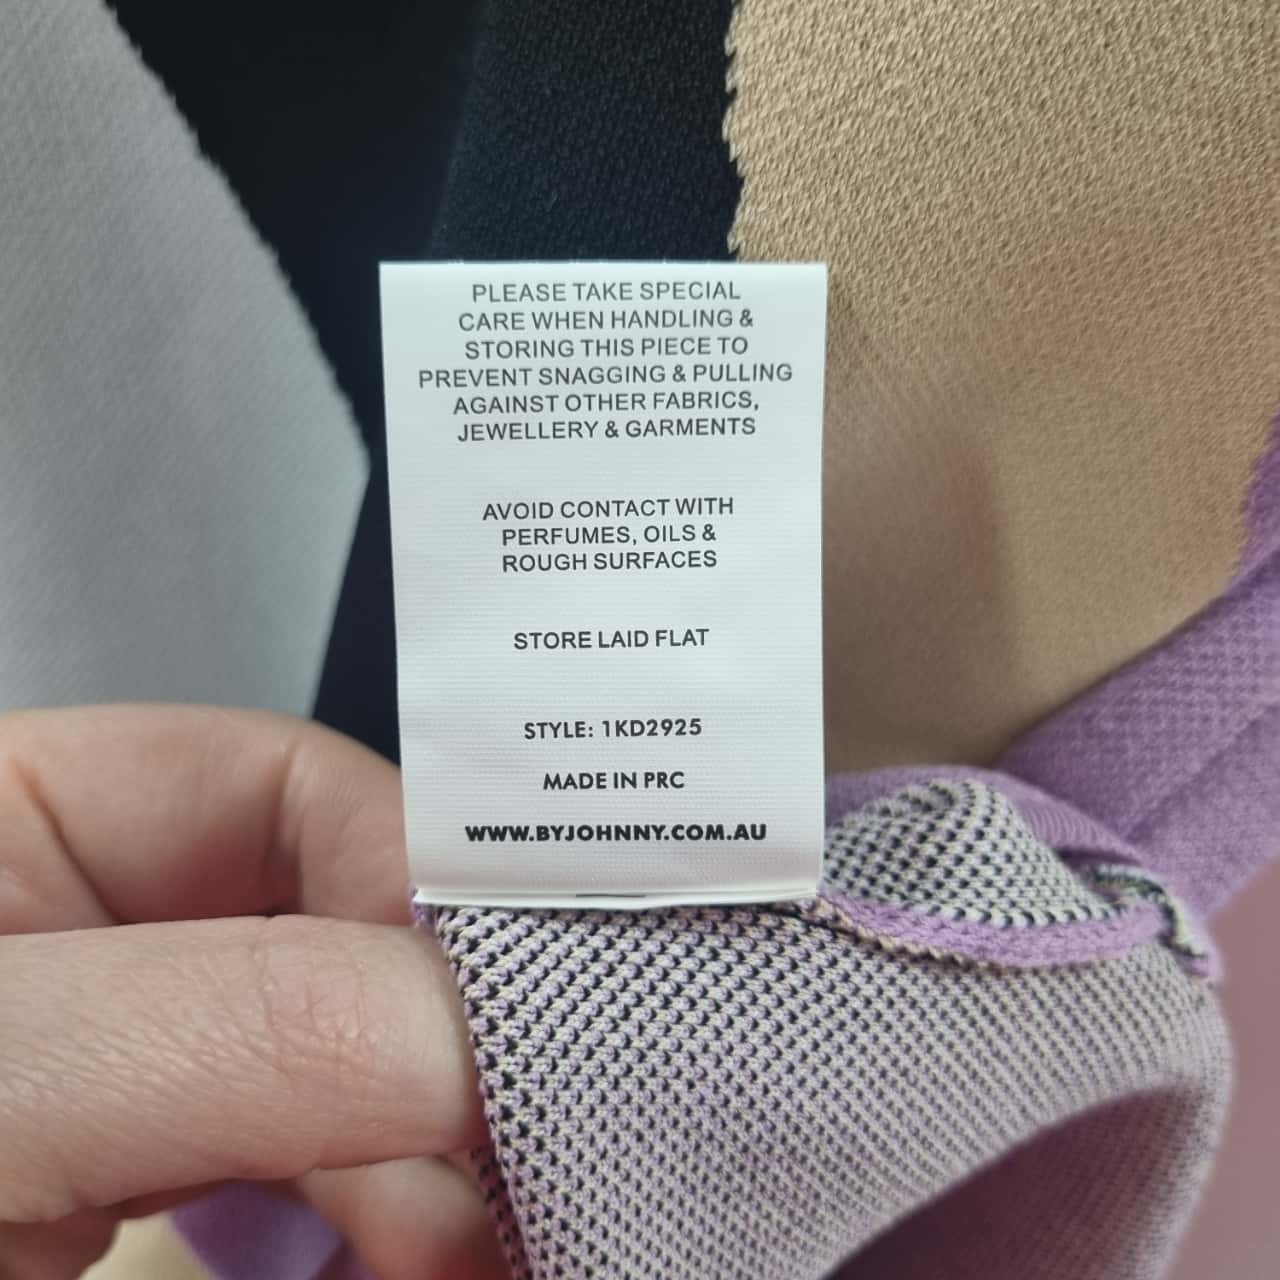 PLEASE TAKE SPECIAL
CARE WHEN HANDLING &
STORING THIS PIECE TO
PREVENT SNAGGING & PULLING
AGAINST OTHER FABRICS,
JEWELLERY & GARMENTS
AVOID CONTACT WITH
PERFUMES, OILS &
ROUGH SURFACES
STORE LAID FLAT
STYLE: 1KD2925
MADE IN PRC
WWW.BYJOHNNY.COM.AU